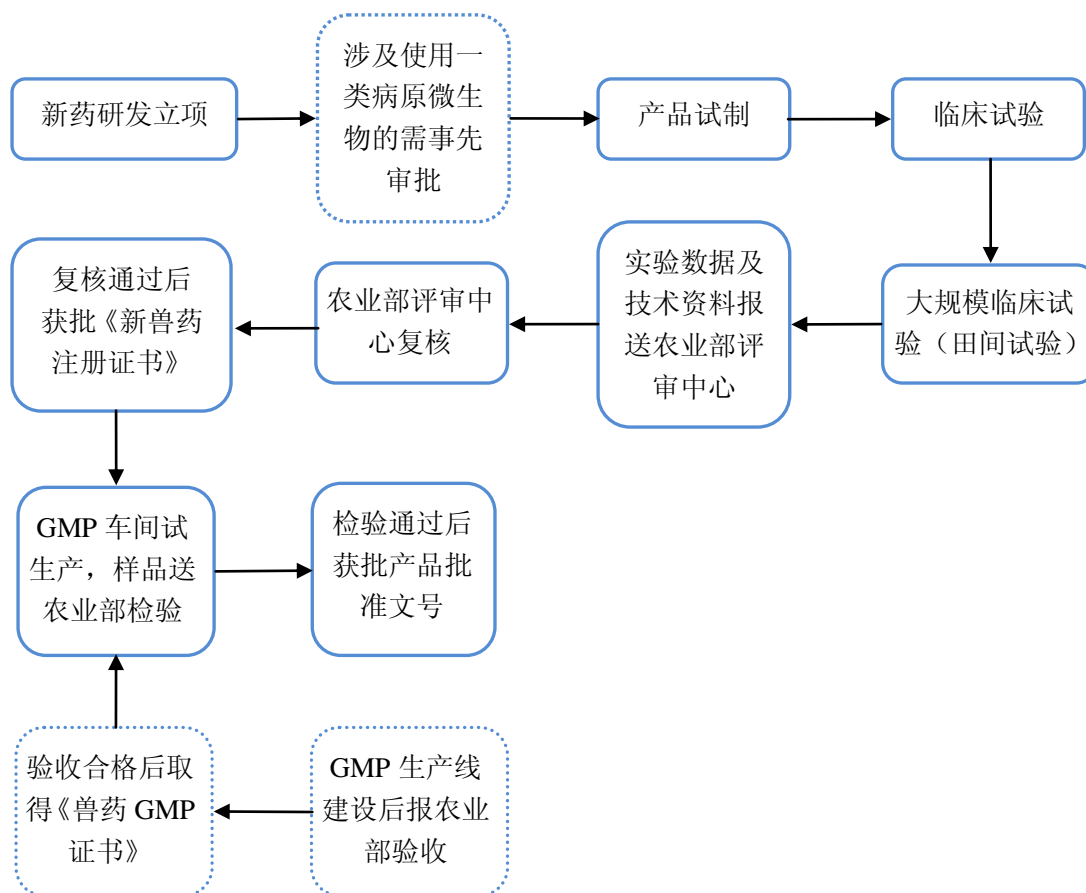 新药研发立项
涉及使用一
类病原微生
物的需事先
审批
产品试制
临床试验
复核通过后
获批《新兽药
注册证书》
农业部评审中
心复核
实验数据及
技术资料报
送农业部评
审中心
大规模临床试
验（田间试验）
GMP 车间试
生产，样品送
农业部检验
检验通过后
获批产品批
准文号
验收合格后取
得《兽药 GMP
证书》
GMP 生产线
建设后报农业
部验收